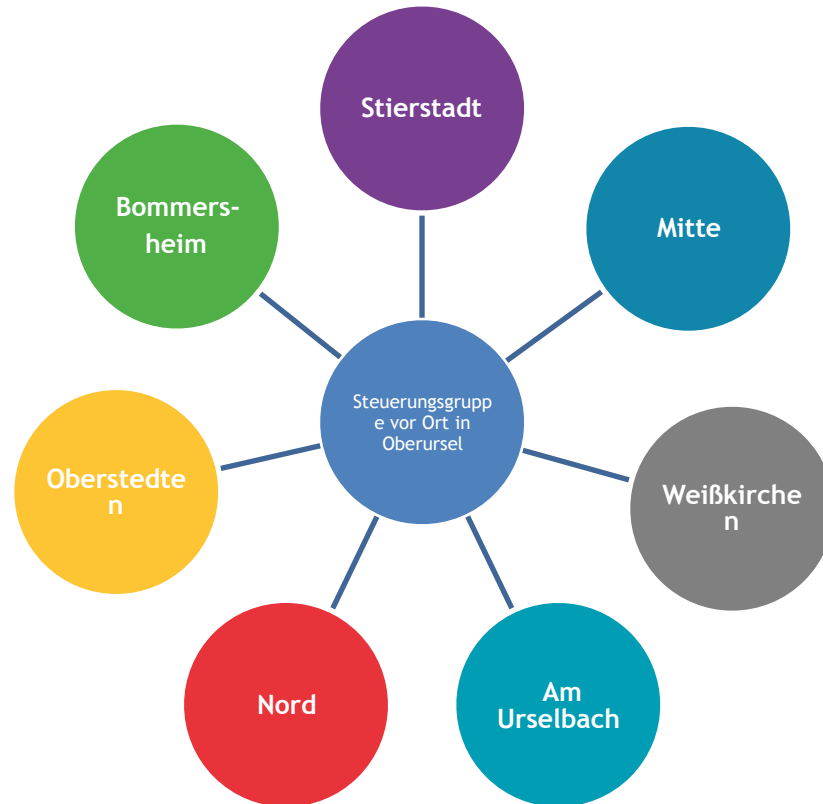 Stierstadt
Bommers-
heim
Mitte
Steuerungsgrupp
e vor Ort in
Oberursel
Oberstedte
n
Weißkirche
n
Nord
Am
Urselbach